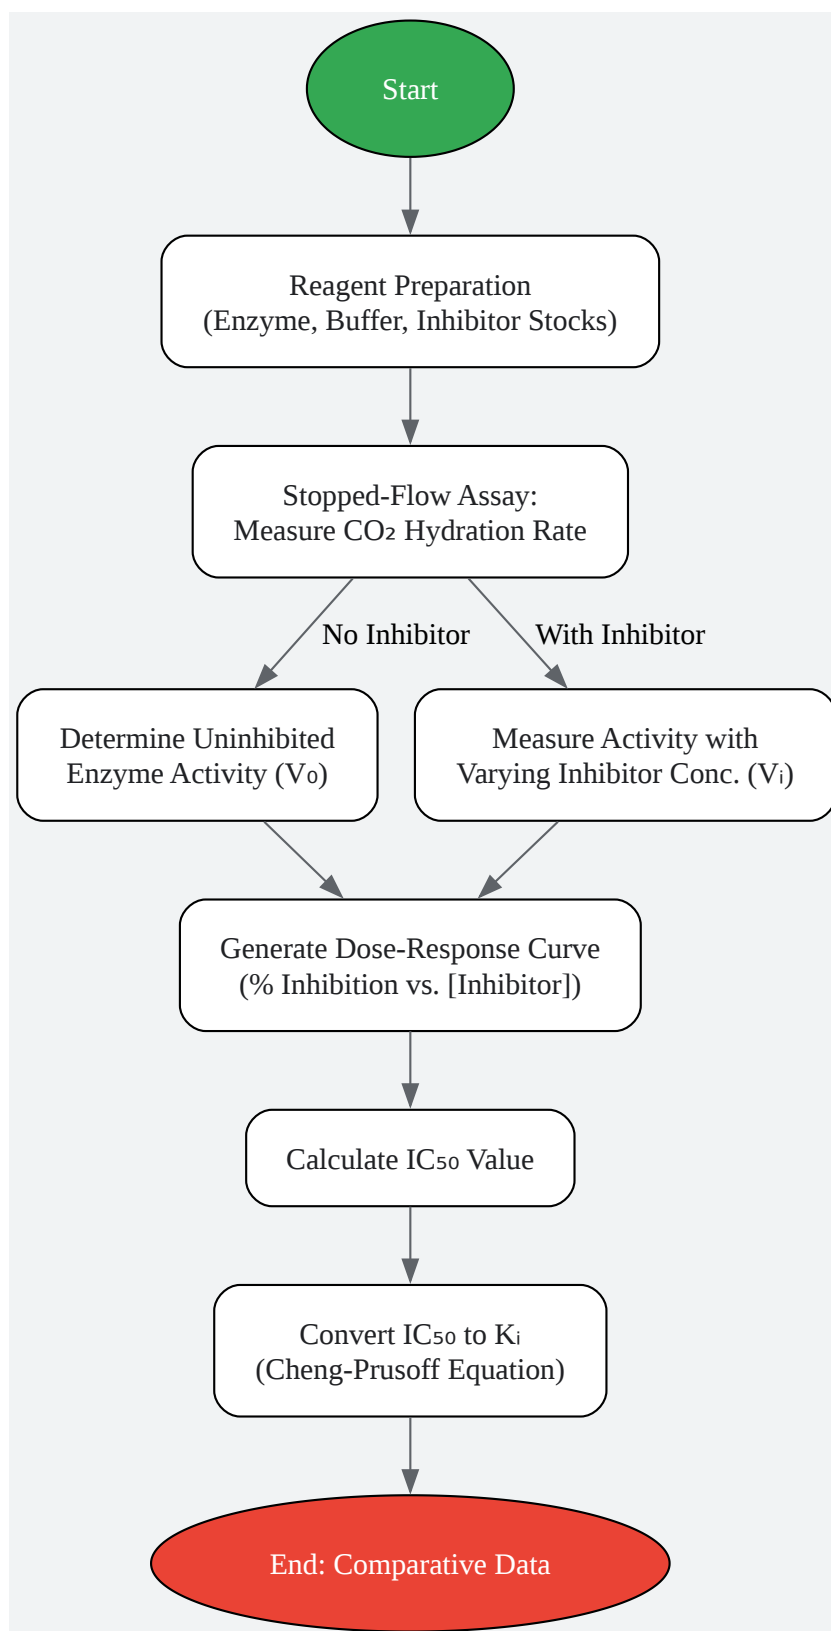 Start
Reagent Preparation
(Enzyme, Buffer, Inhibitor Stocks)
Stopped-Flow Assay:
Measure CO₂ Hydration Rate
No Inhibitor
With Inhibitor
Determine Uninhibited
Enzyme Activity (V₀)
Measure Activity with
Varying Inhibitor Conc. (Vᵢ)
Generate Dose-Response Curve
(% Inhibition vs. [Inhibitor])
Calculate IC₅₀ Value
Convert IC₅₀ to Kᵢ
(Cheng-Prusoff Equation)
End: Comparative Data